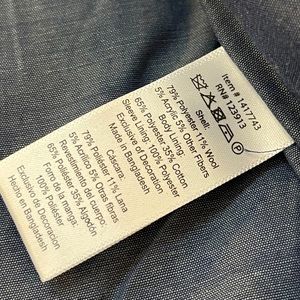 Item # 1417743
RN# 123913
Shell:
79% Polyester 11% Wool
5% Acrylic 5% Other Fibers
Body Lining:
65% Polyester 35% Cotton
Sleeve Lining: 100% Polyester
Exclusive of Decoration
Made in Bangladesh
Cáscara:
79% Poliéster 11% Lana
5% Acrílico 5% Otras fibras
Revestimiento del cuerpo:
65% Poliéster 35% Algodón
Forro de la manga:
100% Poliéster
Exclusivo de Decoración
Hecho en Bangladesh